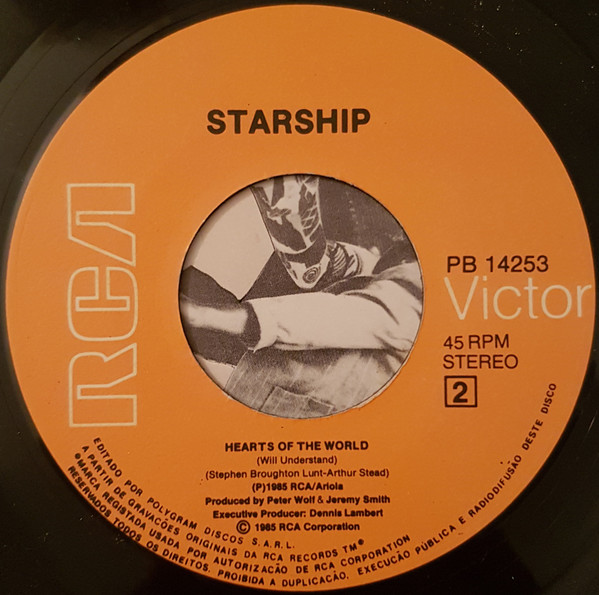 STARSHIP
RCA
PB 14253
Victor
45 RPM
STEREO
2
HEARTS OF THE WORLD
(Will Understand)
(Stephen Broughton Lunt-Arthur Stead)
(P)1985 RCA/Ariola
Produced by Peter Wolf & Jeremy Smith
Executive Producer: Dennis Lambert
© 1985 RCA Corporation
EDITADO POR POLYGRAM DISCOS S.A.R.L.
A PARTIR DE GRAVACÕES ORIGINAIS DA RCA RECORDS TM®
®MARCA REGISTADA USADA POR AUTORIZAÇÃO DE RCA CORPORATION
RESERVADOS TODOS OS DIREITOS. PROIBIDA A DUPLICAÇÃO, EXECUÇÃO PÚBLICA E RADIODIFUSÃO DESTE DISCO